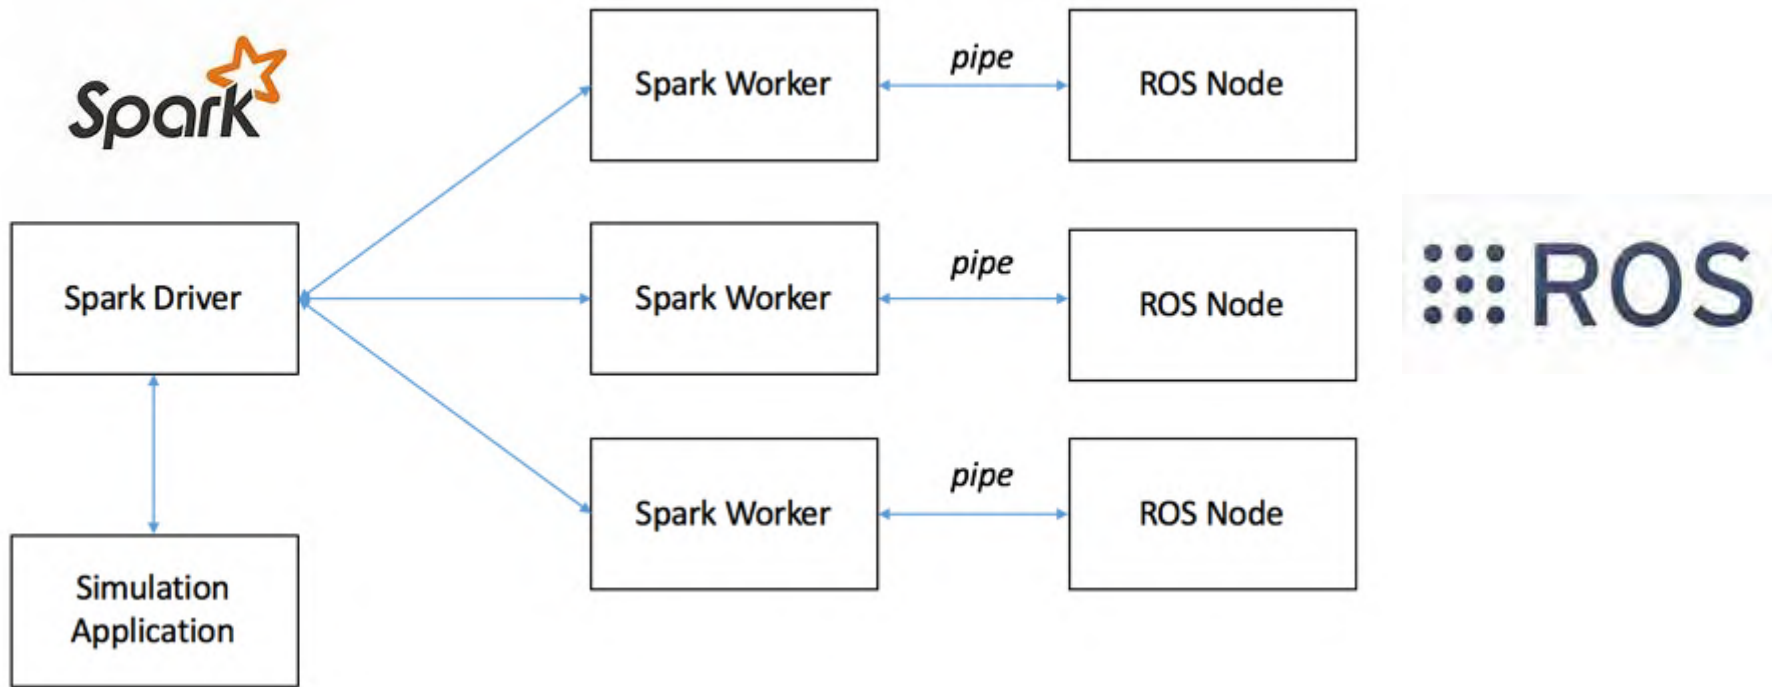 Spark
Spark Worker
pipe
ROS Node
Spark Driver
Spark Worker
pipe
ROS Node
ROS
Spark Worker
pipe
ROS Node
Simulation
Application